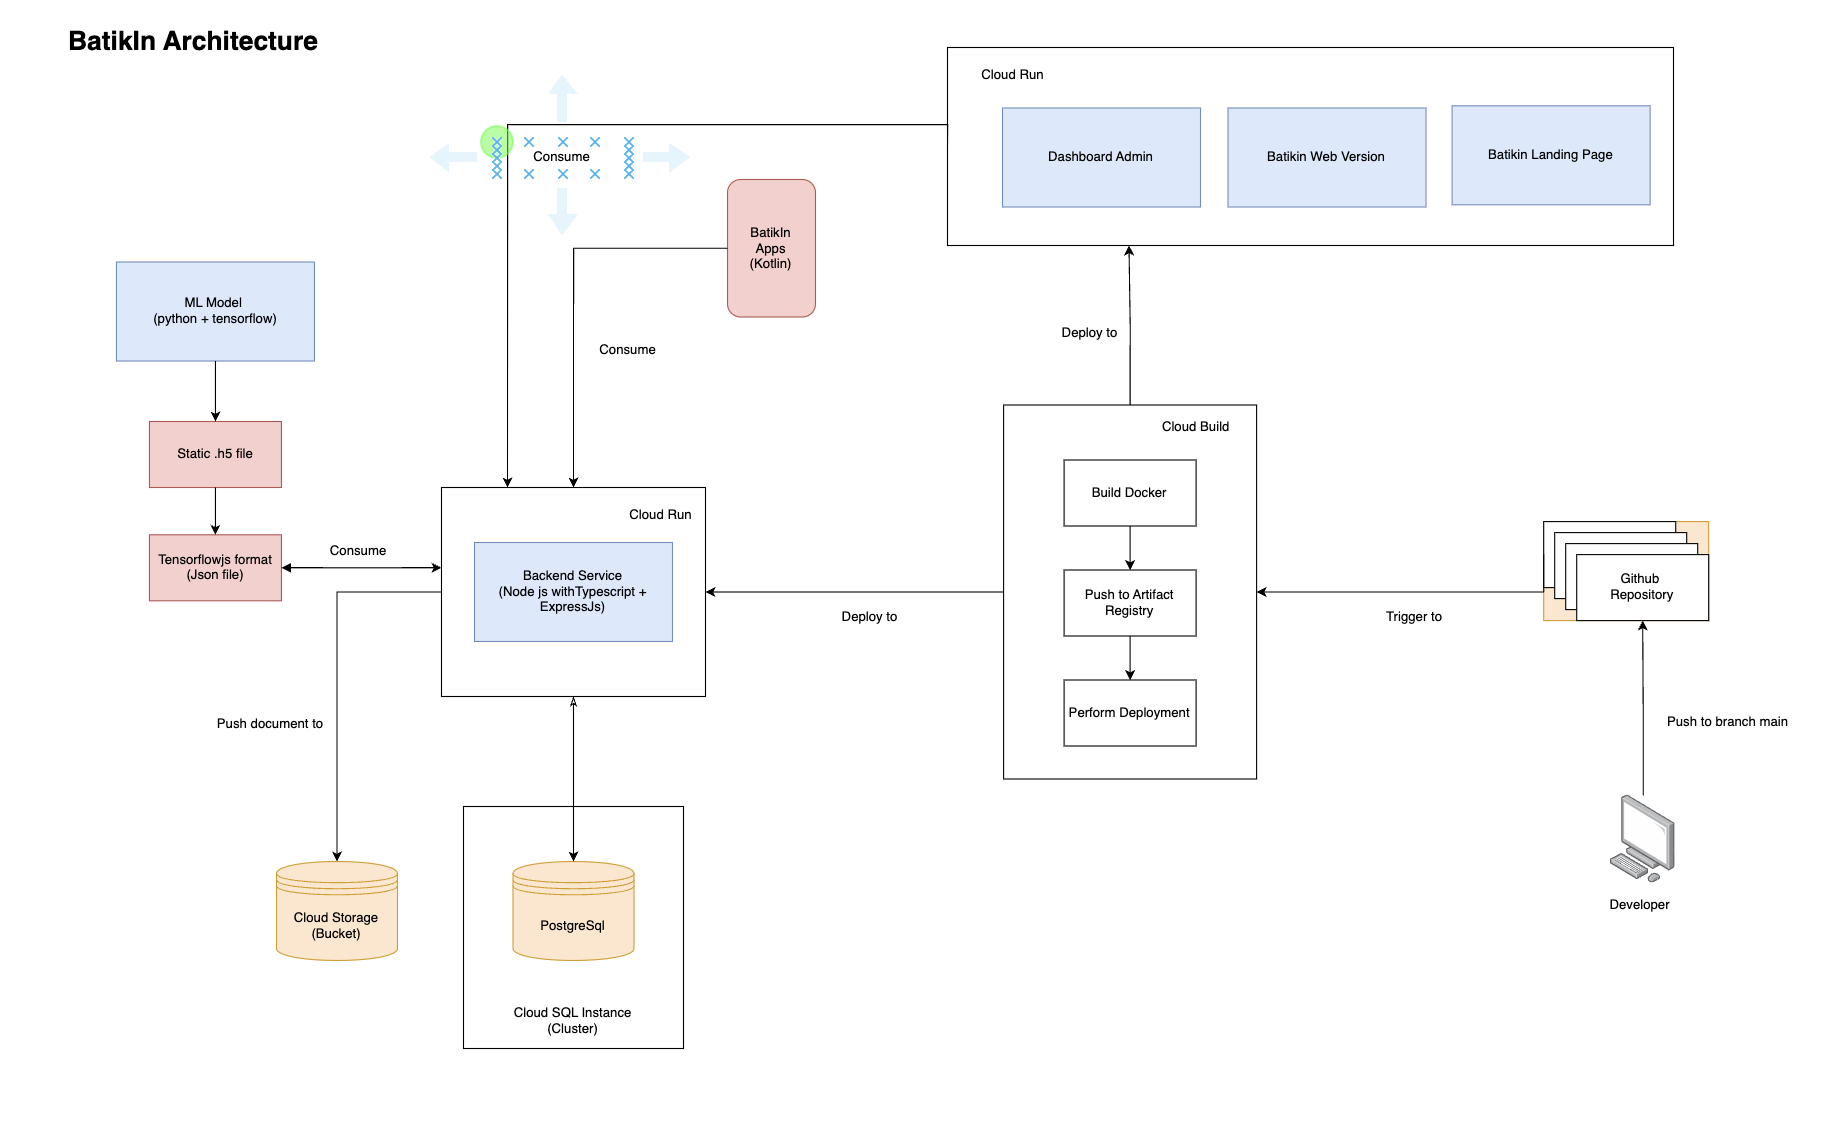 BatikIn Architecture
Cloud Run
Dashboard Admin
Batikin Web Version
Batikin Landing Page
Consume
BatikIn
Apps
(Kotlin)
ML Model
(python + tensorflow)
Deploy to
Consume
Static .h5 file
Cloud Build
Build Docker
Cloud Run
Tensorflowjs format
(Json file)
Consume
Backend Service
(Node js withTypescript +
ExpressJs)
Deploy to
Push to Artifact
Registry
Trigger to
Github
Repository
Perform Deployment
Push document to
Push to branch main
Developer
Cloud Storage
(Bucket)
PostgreSql
Cloud SQL Instance
(Cluster)